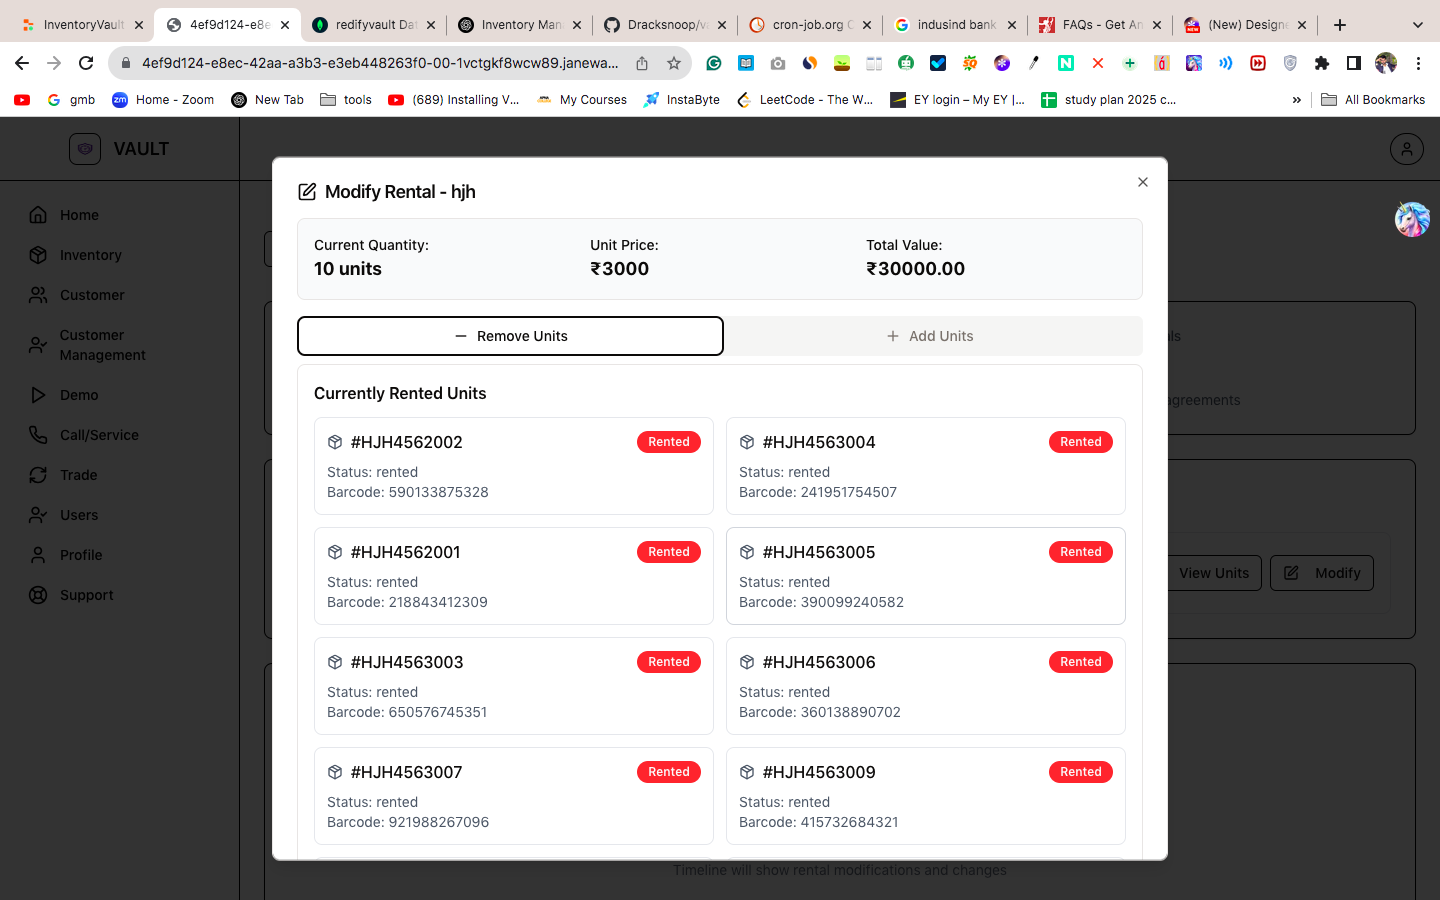 InventoryVault
4ef9d124-e8e
redifyvault Dat
Inventory Man
Dracksnoop/va
cron-job.org C
indusind bank
FAQs - Get An
(New) Designe
4ef9d124-e8ec-42aa-a3b3-e3eb448263f0-00-1vctgkf8wcw89.janewa...
gmb
Home - Zoom
New Tab
tools
(689) Installing V...
My Courses
InstaByte
LeetCode - The W...
EY login – My EY |...
study plan 2025 c...
»
All Bookmarks
VAULT
Home
Inventory
Customer
Customer
Management
Demo
Call/Service
Trade
Users
Profile
Support
Modify Rental - hjh
Current Quantity:
10 units
Unit Price:
₹3000
Total Value:
₹30000.00
Remove Units
Add Units
Currently Rented Units
#HJH4562002
Rented
Status: rented
Barcode: 590133875328
#HJH4563004
Rented
Status: rented
Barcode: 241951754507
#HJH4562001
Rented
Status: rented
Barcode: 218843412309
#HJH4563005
Rented
Status: rented
Barcode: 390099240582
#HJH4563003
Rented
Status: rented
Barcode: 650576745351
#HJH4563006
Rented
Status: rented
Barcode: 360138890702
#HJH4563007
Rented
Status: rented
Barcode: 921988267096
#HJH4563009
Rented
Status: rented
Barcode: 415732684321
ls
agreements
View Units
Modify
Timeline will show rental modifications and changes